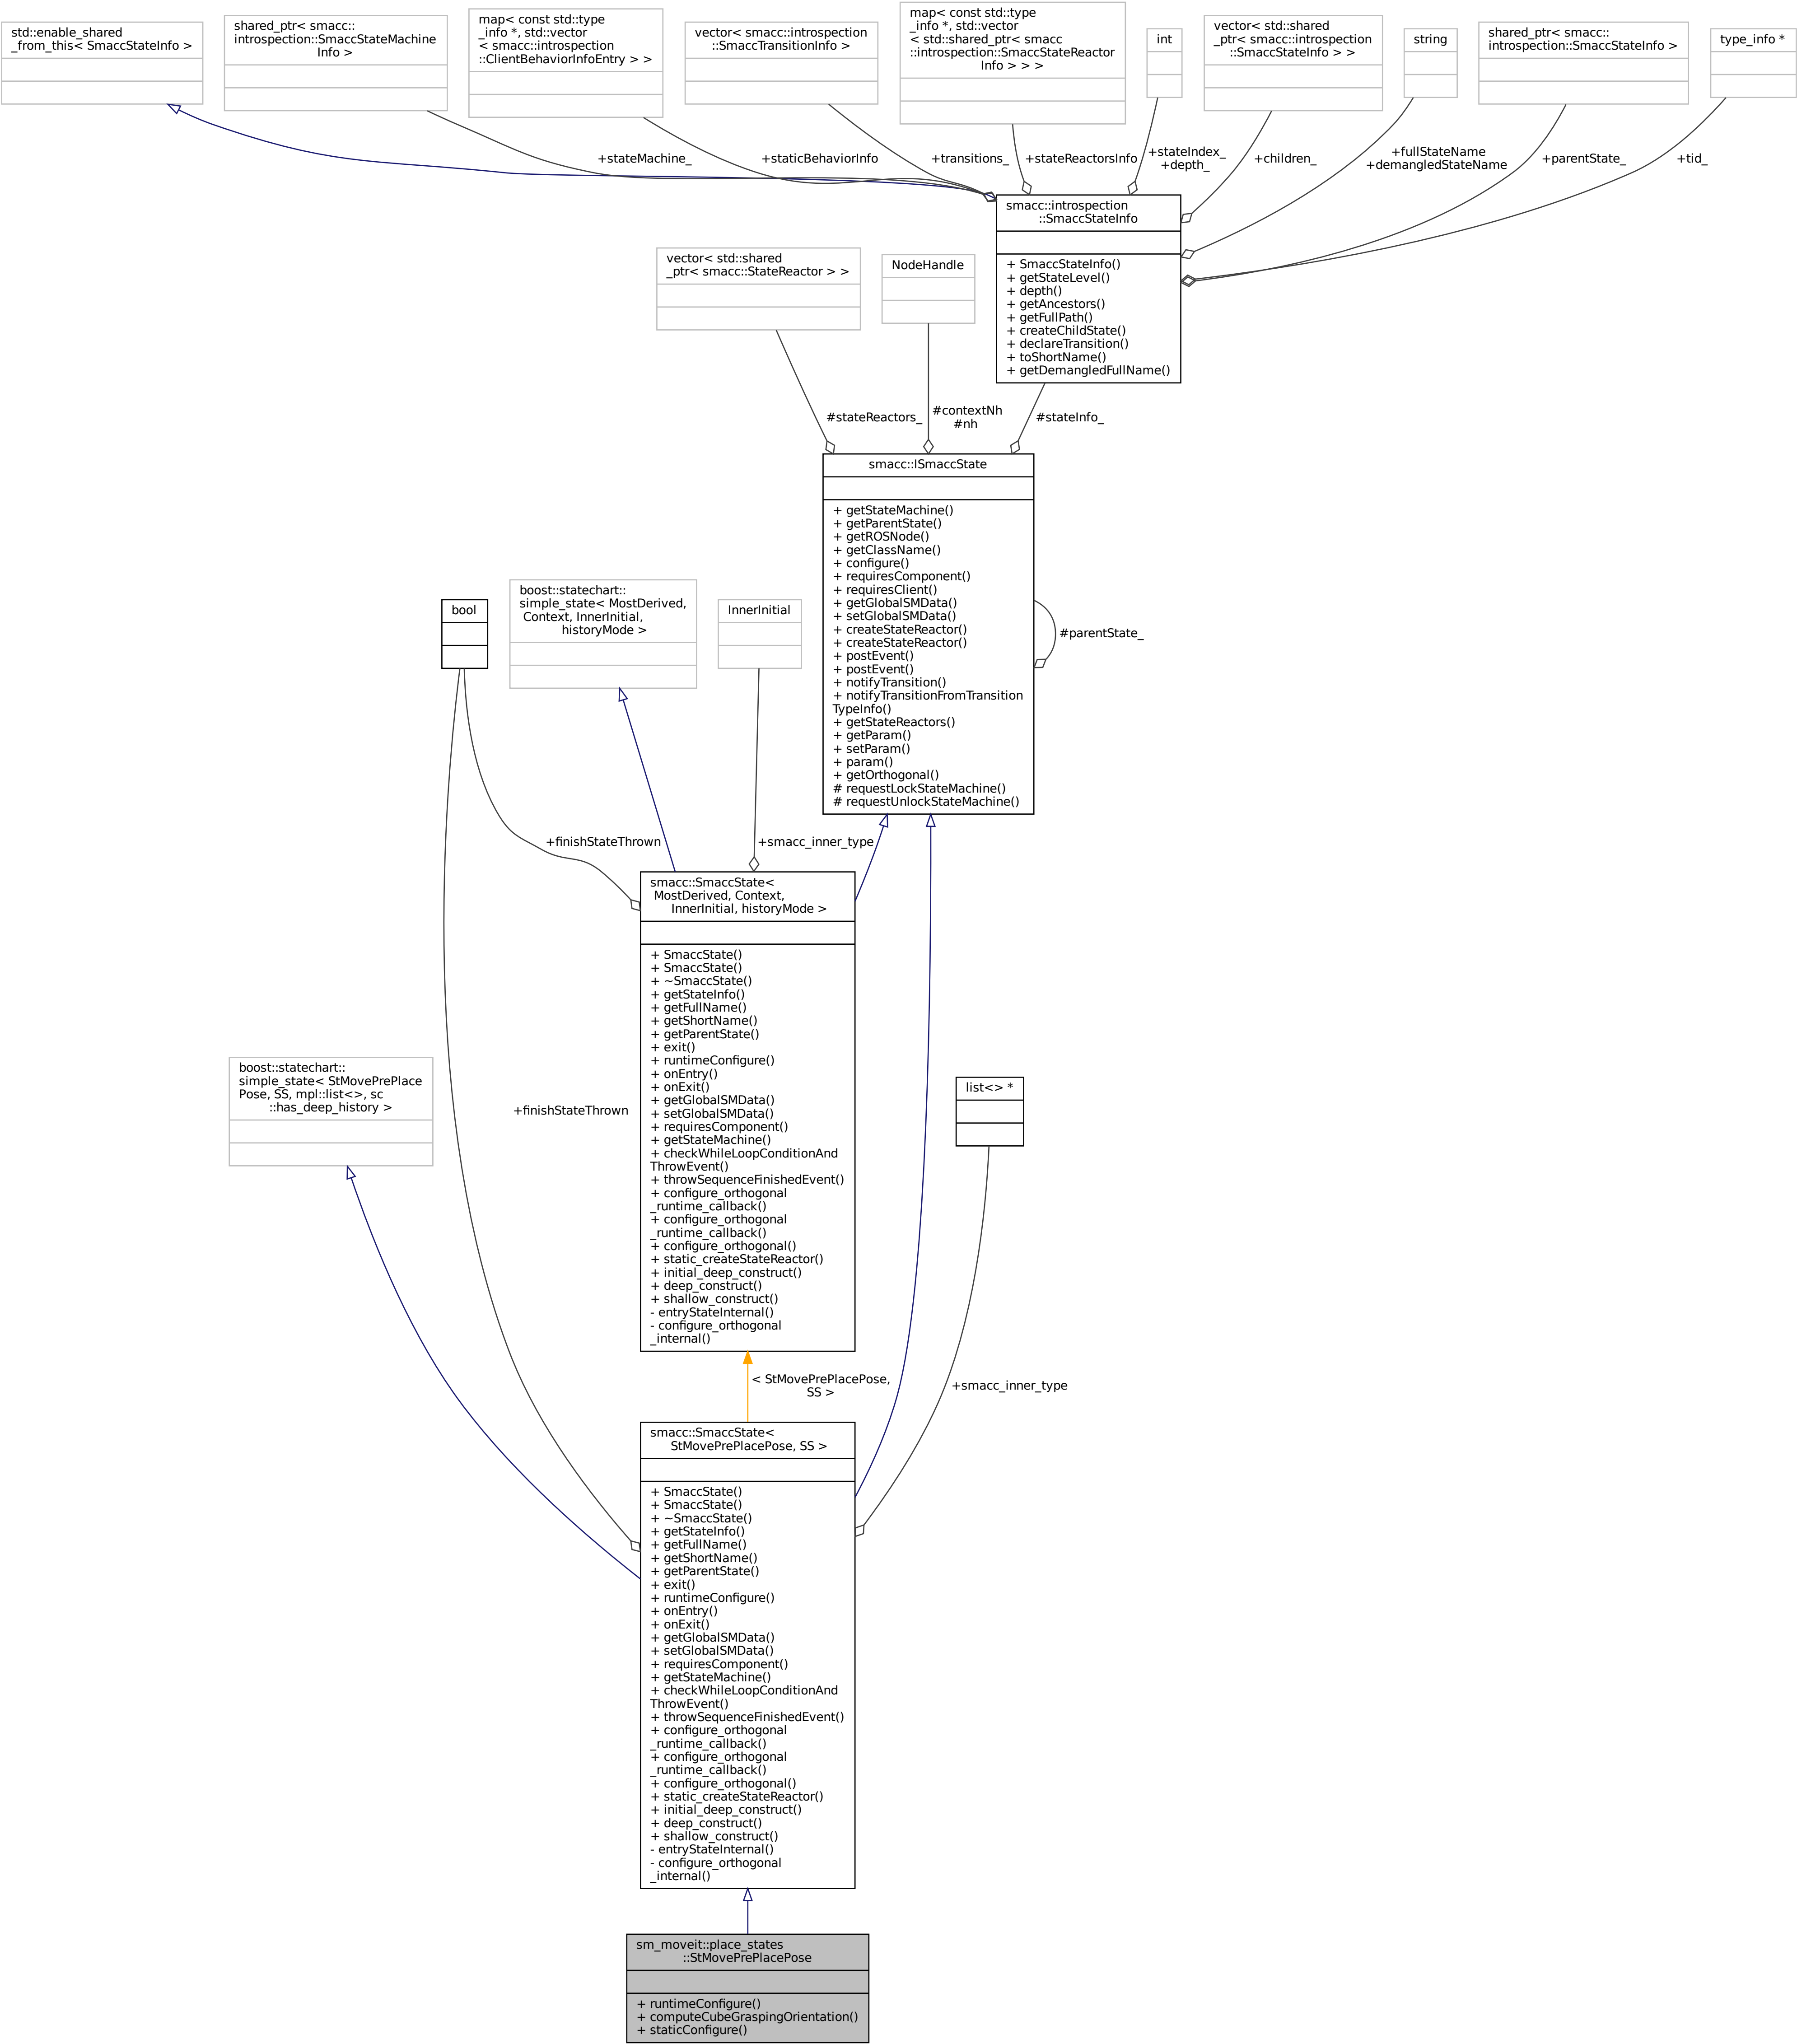 std::enable_shared
_from_this< SmaccStateInfo >
shared_ptr< smacc::
introspection::SmaccStateMachine
Info >
map< const std::type
_info *, std::vector
< smacc::introspection
::ClientBehaviorInfoEntry > >
vector< smacc::introspection
::SmaccTransitionInfo >
map< const std::type
_info *, std::vector
< std::shared_ptr< smacc
::introspection::SmaccStateReactor
Info > > >
int
vector< std::shared
_ptr< smacc::introspection
::SmaccStateInfo > >
string
shared_ptr< smacc::
introspection::SmaccStateInfo >
type_info *
+stateMachine_
+staticBehaviorInfo
+transitions_
+stateReactorsInfo
+stateIndex_
+depth_
+children_
+fullStateName
+demangledStateName
+parentState_
+tid_
smacc::introspection
::SmaccStateInfo
+ SmaccStateInfo()
+ getStateLevel()
+ depth()
+ getAncestors()
+ getFullPath()
+ createChildState()
+ declareTransition()
+ toShortName()
+ getDemangledFullName()
vector< std::shared
_ptr< smacc::StateReactor > >
NodeHandle
#stateReactors_
#contextNh
#nh
#stateInfo_
smacc::ISmaccState
+ getStateMachine()
+ getParentState()
+ getROSNode()
+ getClassName()
+ configure()
+ requiresComponent()
+ requiresClient()
+ getGlobalSMData()
+ setGlobalSMData()
+ createStateReactor()
+ createStateReactor()
+ postEvent()
+ postEvent()
+ notifyTransition()
+ notifyTransitionFromTransition
TypeInfo()
+ getStateReactors()
+ getParam()
+ setParam()
+ param()
+ getOrthogonal()
# requestLockStateMachine()
# requestUnlockStateMachine()
#parentState_
bool
boost::statechart::
simple_state< MostDerived,
Context, InnerInitial,
historyMode >
InnerInitial
+finishStateThrown
+smacc_inner_type
smacc::SmaccState<
MostDerived, Context,
InnerInitial, historyMode >
+ SmaccState()
+ SmaccState()
+ ~SmaccState()
+ getStateInfo()
+ getFullName()
+ getShortName()
+ getParentState()
+ exit()
+ runtimeConfigure()
+ onEntry()
+ onExit()
+ getGlobalSMData()
+ setGlobalSMData()
+ requiresComponent()
+ getStateMachine()
+ checkWhileLoopConditionAnd
ThrowEvent()
+ throwSequenceFinishedEvent()
+ configure_orthogonal
_runtime_callback()
+ configure_orthogonal
_runtime_callback()
+ configure_orthogonal()
+ static_createStateReactor()
+ initial_deep_construct()
+ deep_construct()
+ shallow_construct()
- entryStateInternal()
- configure_orthogonal
_internal()
boost::statechart::
simple_state< StMovePrePlace
Pose, SS, mpl::list<>, sc
::has_deep_history >
+finishStateThrown
list<> *
< StMovePrePlacePose,
SS >
+smacc_inner_type
smacc::SmaccState<
StMovePrePlacePose, SS >
+ SmaccState()
+ SmaccState()
+ ~SmaccState()
+ getStateInfo()
+ getFullName()
+ getShortName()
+ getParentState()
+ exit()
+ runtimeConfigure()
+ onEntry()
+ onExit()
+ getGlobalSMData()
+ setGlobalSMData()
+ requiresComponent()
+ getStateMachine()
+ checkWhileLoopConditionAnd
ThrowEvent()
+ throwSequenceFinishedEvent()
+ configure_orthogonal
_runtime_callback()
+ configure_orthogonal
_runtime_callback()
+ configure_orthogonal()
+ static_createStateReactor()
+ initial_deep_construct()
+ deep_construct()
+ shallow_construct()
- entryStateInternal()
- configure_orthogonal
_internal()
sm_moveit::place_states
::StMovePrePlacePose
+ runtimeConfigure()
+ computeCubeGraspingOrientation()
+ staticConfigure()